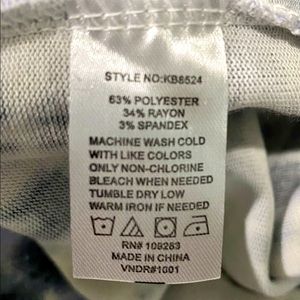 STYLE NO:KB8524
63% POLYESTER
34% RAYON
3% SPANDEX
MACHINE WASH COLD
WITH LIKE COLORS
ONLY NON-CHLORINE
BLEACH WHEN NEEDED
TUMBLE DRY LOW
WARM IRON IF NEEDED
RN# 109263
MADE IN CHINA
VNDR#1001